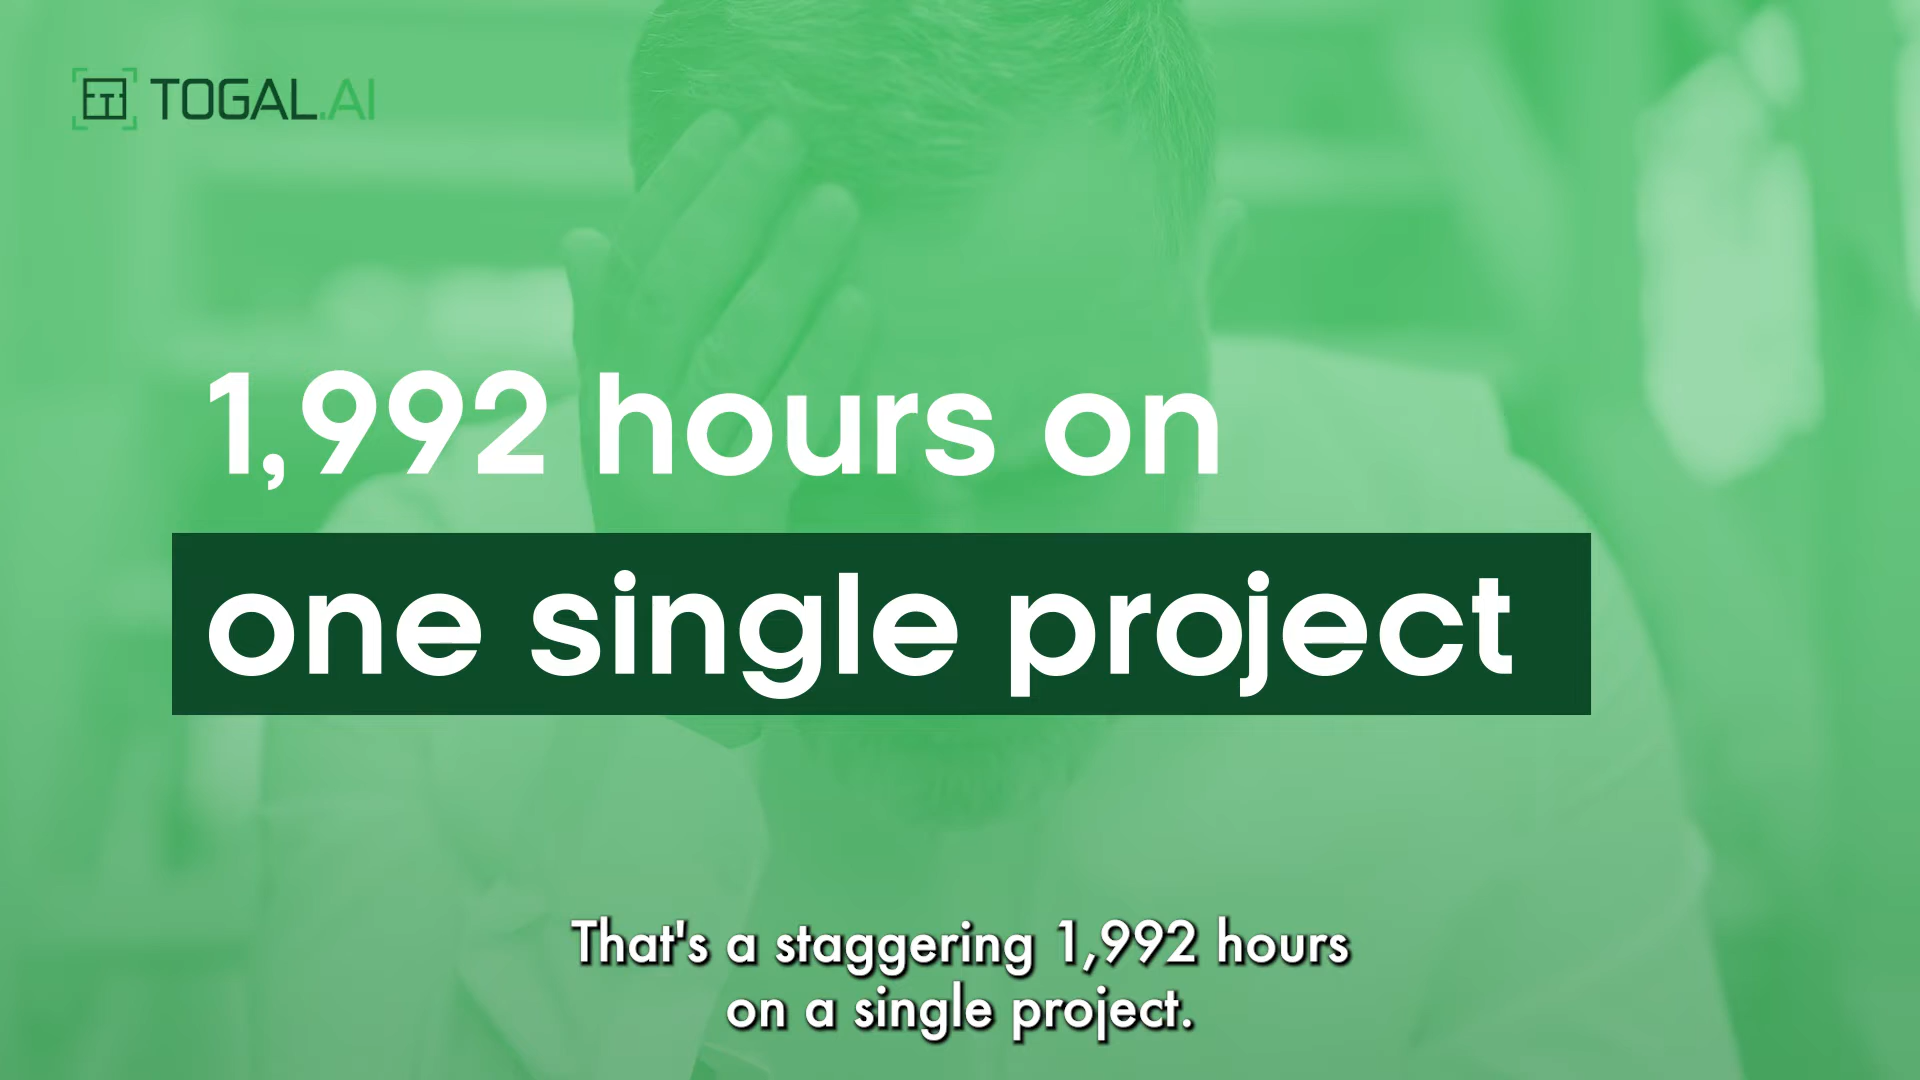 TOGAL.AI
1,992 hours on
one single project
That's a staggering 1,992 hours
on a single project.